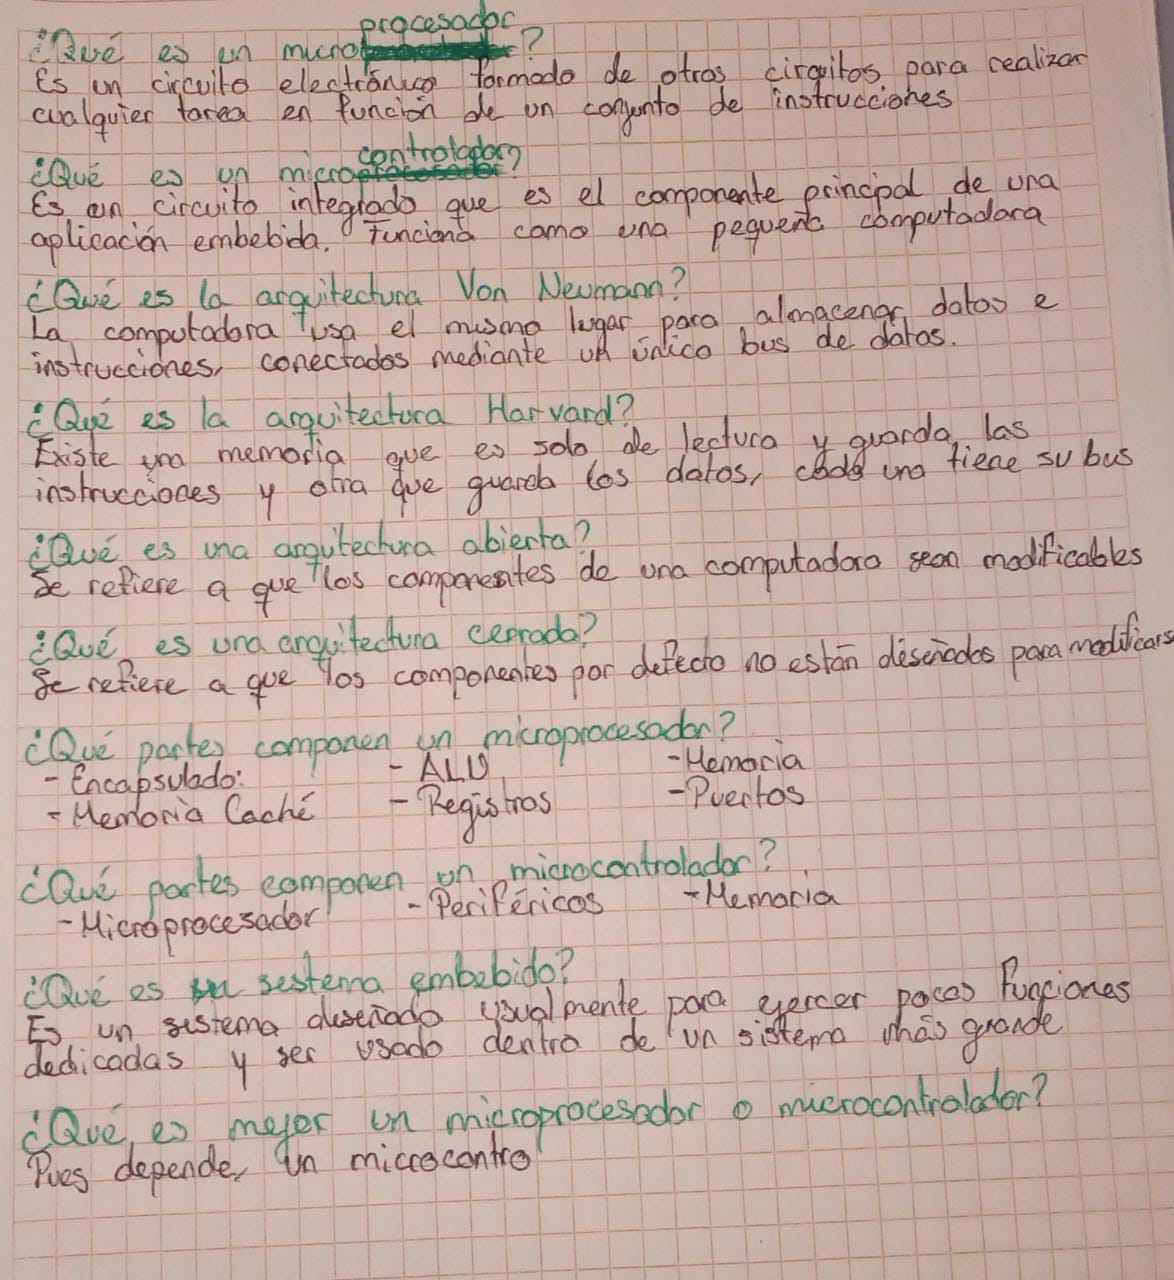 ¿Qué es un microprocesador?
Es un circuito electrónico formado de otros circuitos para realizar
cualquier tarea en función de un conjunto de instrucciones
¿Qué es un microcontrolador?
Es un circuito integrado que es el componente principal de una
aplicación embebida. Funciona como una pequeña computadora
¿Qué es la arquitectura Von Neumann?
La computadora usa el mismo lugar para almacenar datos e
instrucciones, conectados mediante un único bus de datos.
¿Qué es la arquitectura Harvard?
Existe una memoria que es solo de lectura y guarda las
instrucciones y otra que guarda los datos, cada una tiene su bus
¿Qué es una arquitectura abierta?
Se refiere a que los componentes de una computadora sean modificables
¿Qué es una arquitectura cerrada?
Se refiere a que los componentes por defecto no están diseñados para modificars
¿Qué partes componen un microprocesador?
- Encapsulado: - ALU - Memoria
- Memoria Caché - Registros - Puertos
¿Qué partes componen un microcontrolador?
- Microprocesador - Periféricos - Memoria
¿Qué es un sestema embebido?
Es un sistema diseñado usualmente para ejercer pocas funciones
dedicadas y ser usado dentro de un sistema más grande
¿Qué es mejor un microprocesador o microcontrolador?
Pues depende, un microcontro